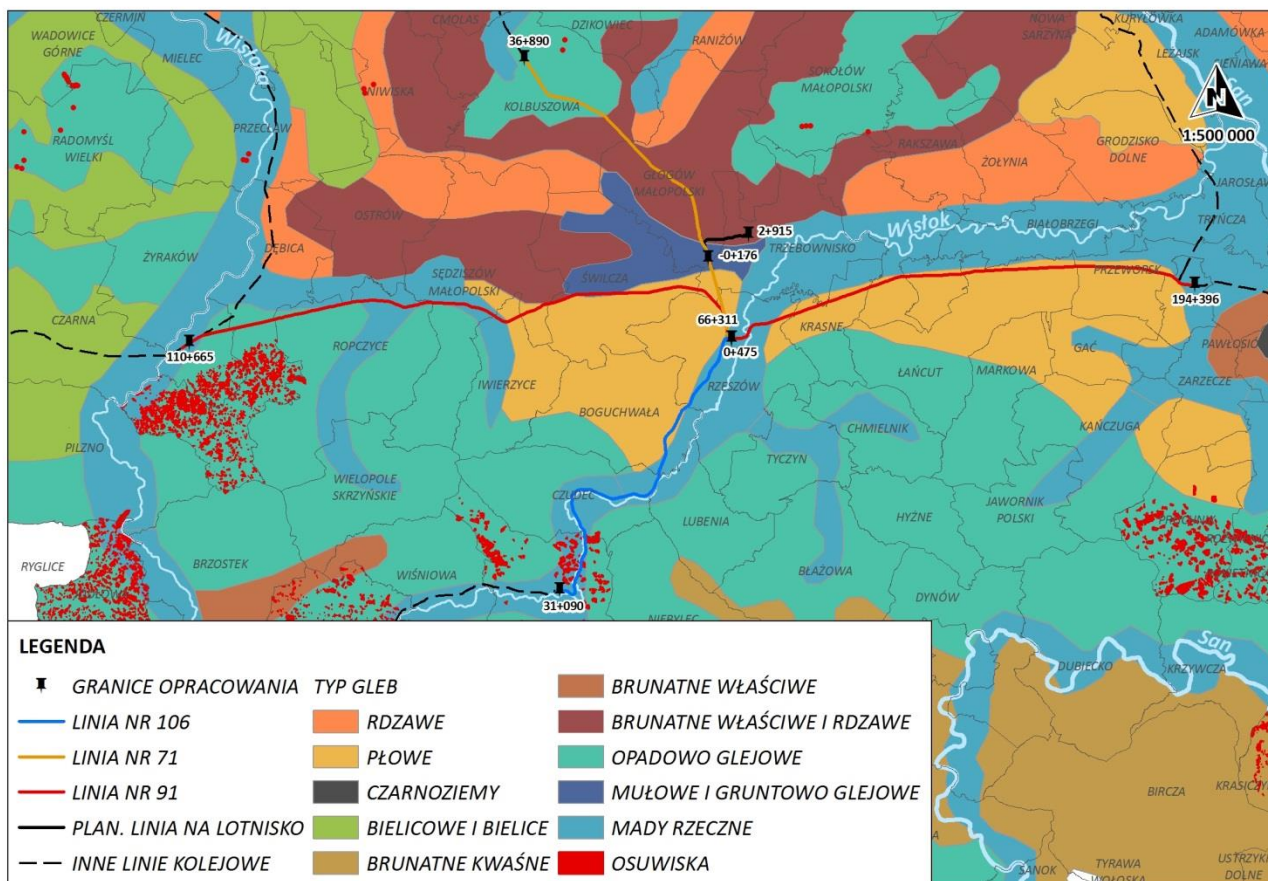 CZERMIN
CMOLAS
DZIKOWIEC
NOWA
SARZYNA
KURYŁÓWKA
WADOWICE
GÓRNE
MIELEC
Wisłoka
36+890
RANIŻÓW
LEŻAJSK
ADAMÓWKA
SIENIAWA
San
NIWISKA
KOLBUSZOWA
SOKOŁÓW
MAŁOPOLSKI
N
1:500 000
RADOMYŚL
WIELKI
PRZECŁAW
RAKSZAWA
ŻOŁYNIA
GRODZISKO
DOLNE
GŁOGÓW
MAŁOPOLSKI
JAROSŁAW
OSTRÓW
2+915
Wisłok
BIAŁOBRZEGI
TRYŃCZA
DĘBICA
TRZEBOWNISKO
-0+176
ŻYRAKÓW
SĘDZISZÓW
MAŁOPOLSKI
ŚWILCZA
PRZEWORSK
194+396
CZARNA
66+311
KRASNE
PAWŁOSIÓW
110+665
ROPCZYCE
0+475
GAĆ
IWIERZYCE
RZESZÓW
ŁAŃCUT
MARKOWA
ZARZECZE
BOGUCHWAŁA
CHMIELNIK
KAŃCZUGA
PILZNO
TYCZYN
WIELOPOLE
SKRZYŃSKIE
CZUDEC
LUBENIA
HYŻNE
JAWORNIK
POLSKI
PRUCHNIK
RYGLICE
BRZOSTEK
WIŚNIOWA
BŁAŻOWA
31+090
DYNÓW
NIEBYLEC
LEGENDA
GRANICE OPRACOWANIA
LINIA NR 106
LINIA NR 71
LINIA NR 91
PLAN. LINIA NA LOTNISKO
INNE LINIE KOLEJOWE
TYP GLEB
RDZAWE
PŁOWE
CZARNOZIEMY
BIELICOWE I BIELICE
BRUNATNE KWAŚNE
BRUNATNE WŁAŚCIWE
BRUNATNE WŁAŚCIWE I RDZAWE
OPADOWO GLEJOWE
MUŁOWE I GRUNTOWO GLEJOWE
MADY RZECZNE
OSUWISKA
San
DUBIECKO
KRZYWCZA
BIRCZA
KRASICZYN
SANOK
TYRAWA
WOŁOSKA
USTRZYKI
DOLNE